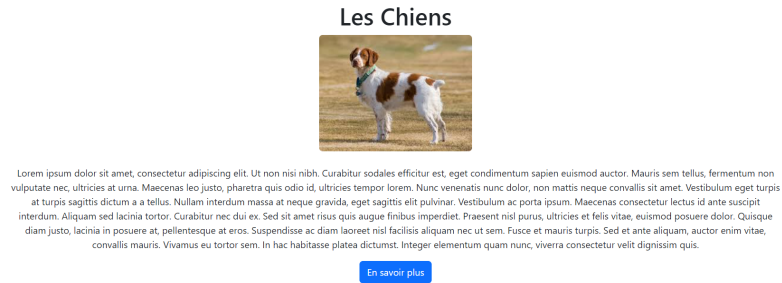 Les Chiens
Lorem ipsum dolor sit amet, consectetur adipiscing elit. Ut non nisi nibh. Curabitur sodales efficitur est, eget condimentum sapien euismod auctor. Mauris sem tellus, fermentum non
vulputate nec, ultricies at urna. Maecenas leo justo, pharetra quis odio id, ultricies tempor lorem. Nunc venenatis nunc dolor, non mattis neque convallis sit amet. Vestibulum eget turpis
at turpis sagittis dictum a a tellus. Nullam interdum massa at neque gravida, eget sagittis elit pulvinar. Vestibulum ac porta ipsum. Maecenas consectetur lectus id ante suscipit
interdum. Aliquam sed lacinia tortor. Curabitur nec dui ex. Sed sit amet risus quis augue finibus imperdiet. Praesent nisl purus, ultricies et felis vitae, euismod posuere dolor. Quisque
diam justo, lacinia in posuere at, pellentesque at eros. Suspendisse ac diam laoreet nisl facilisis aliquam nec ut sem. Fusce et mauris turpis. Sed et ante aliquam, auctor enim vitae,
convallis mauris. Vivamus eu tortor sem. In hac habitasse platea dictumst. Integer elementum quam nunc, viverra consectetur velit dignissim quis.
En savoir plus